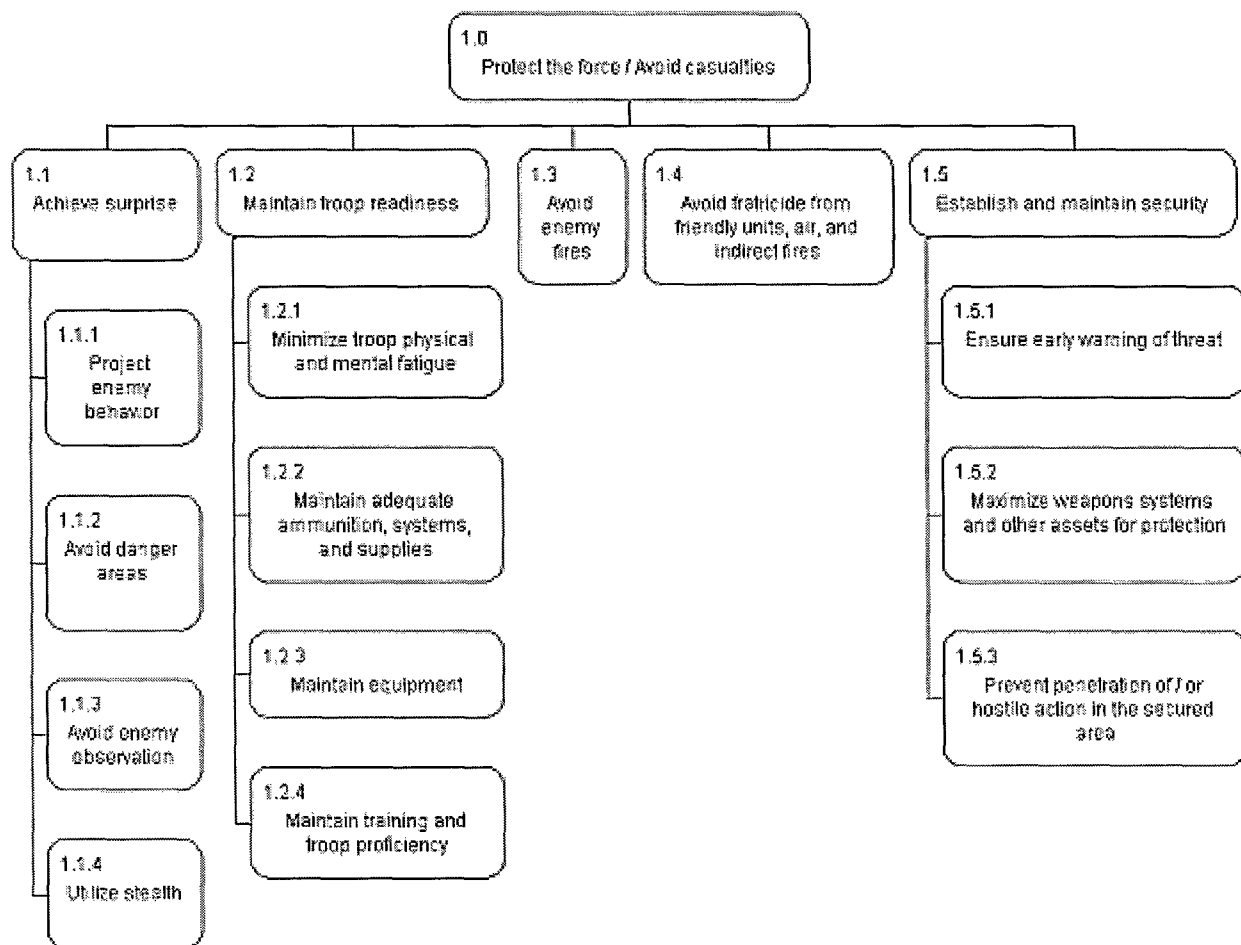 1.0
Protect the force / Avoid casualties
1.1
Achieve surprise
1.2
Maintain troop readiness
1.3
Avoid
enemy
fires
1.4
Avoid fratricide from
friendly units, air, and
indirect fires
1.5
Establish and maintain security
1.1.1
Project
enemy
behavior
1.1.2
Avoid danger
areas
1.1.3
Avoid enemy
observation
1.1.4
Utilize stealth
1.2.1
Minimize troop physical
and mental fatigue
1.2.2
Maintain adequate
ammunition, systems,
and supplies
1.2.3
Maintain equipment
1.2.4
Maintain training and
troop proficiency
1.5.1
Ensure early warning of threat
1.5.2
Maximize weapons systems
and other assets for protection
1.5.3
Prevent penetration of / or
hostile action in the secured
area